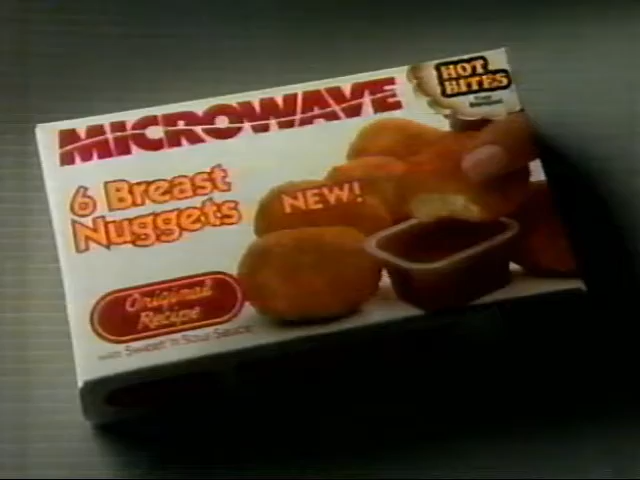 MICROWAVE
HOT
BITES
6 Breast
Nuggets
NEW!
Original
Recipe
with Sweet 'n Sour Sauce